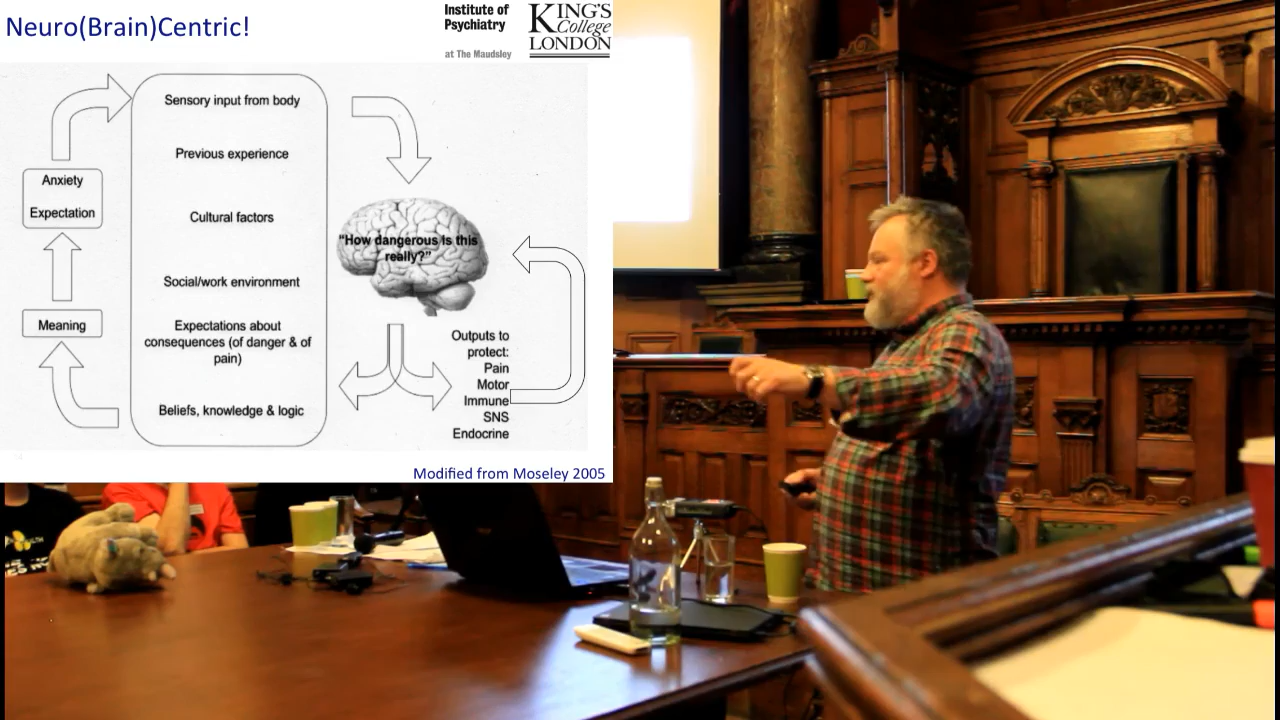 Neuro(Brain)Centric!
Institute of
Psychiatry
at The Maudsley
KING'S
College
LONDON
Sensory input from body
Previous experience
Cultural factors
Social/work environment
Expectations about
consequences (of danger & of
pain)
Beliefs, knowledge & logic
Anxiety
Expectation
Meaning
"How dangerous is this
really?"
Outputs to
protect:
Pain
Motor
Immune
SNS
Endocrine
Modified from Moseley 2005